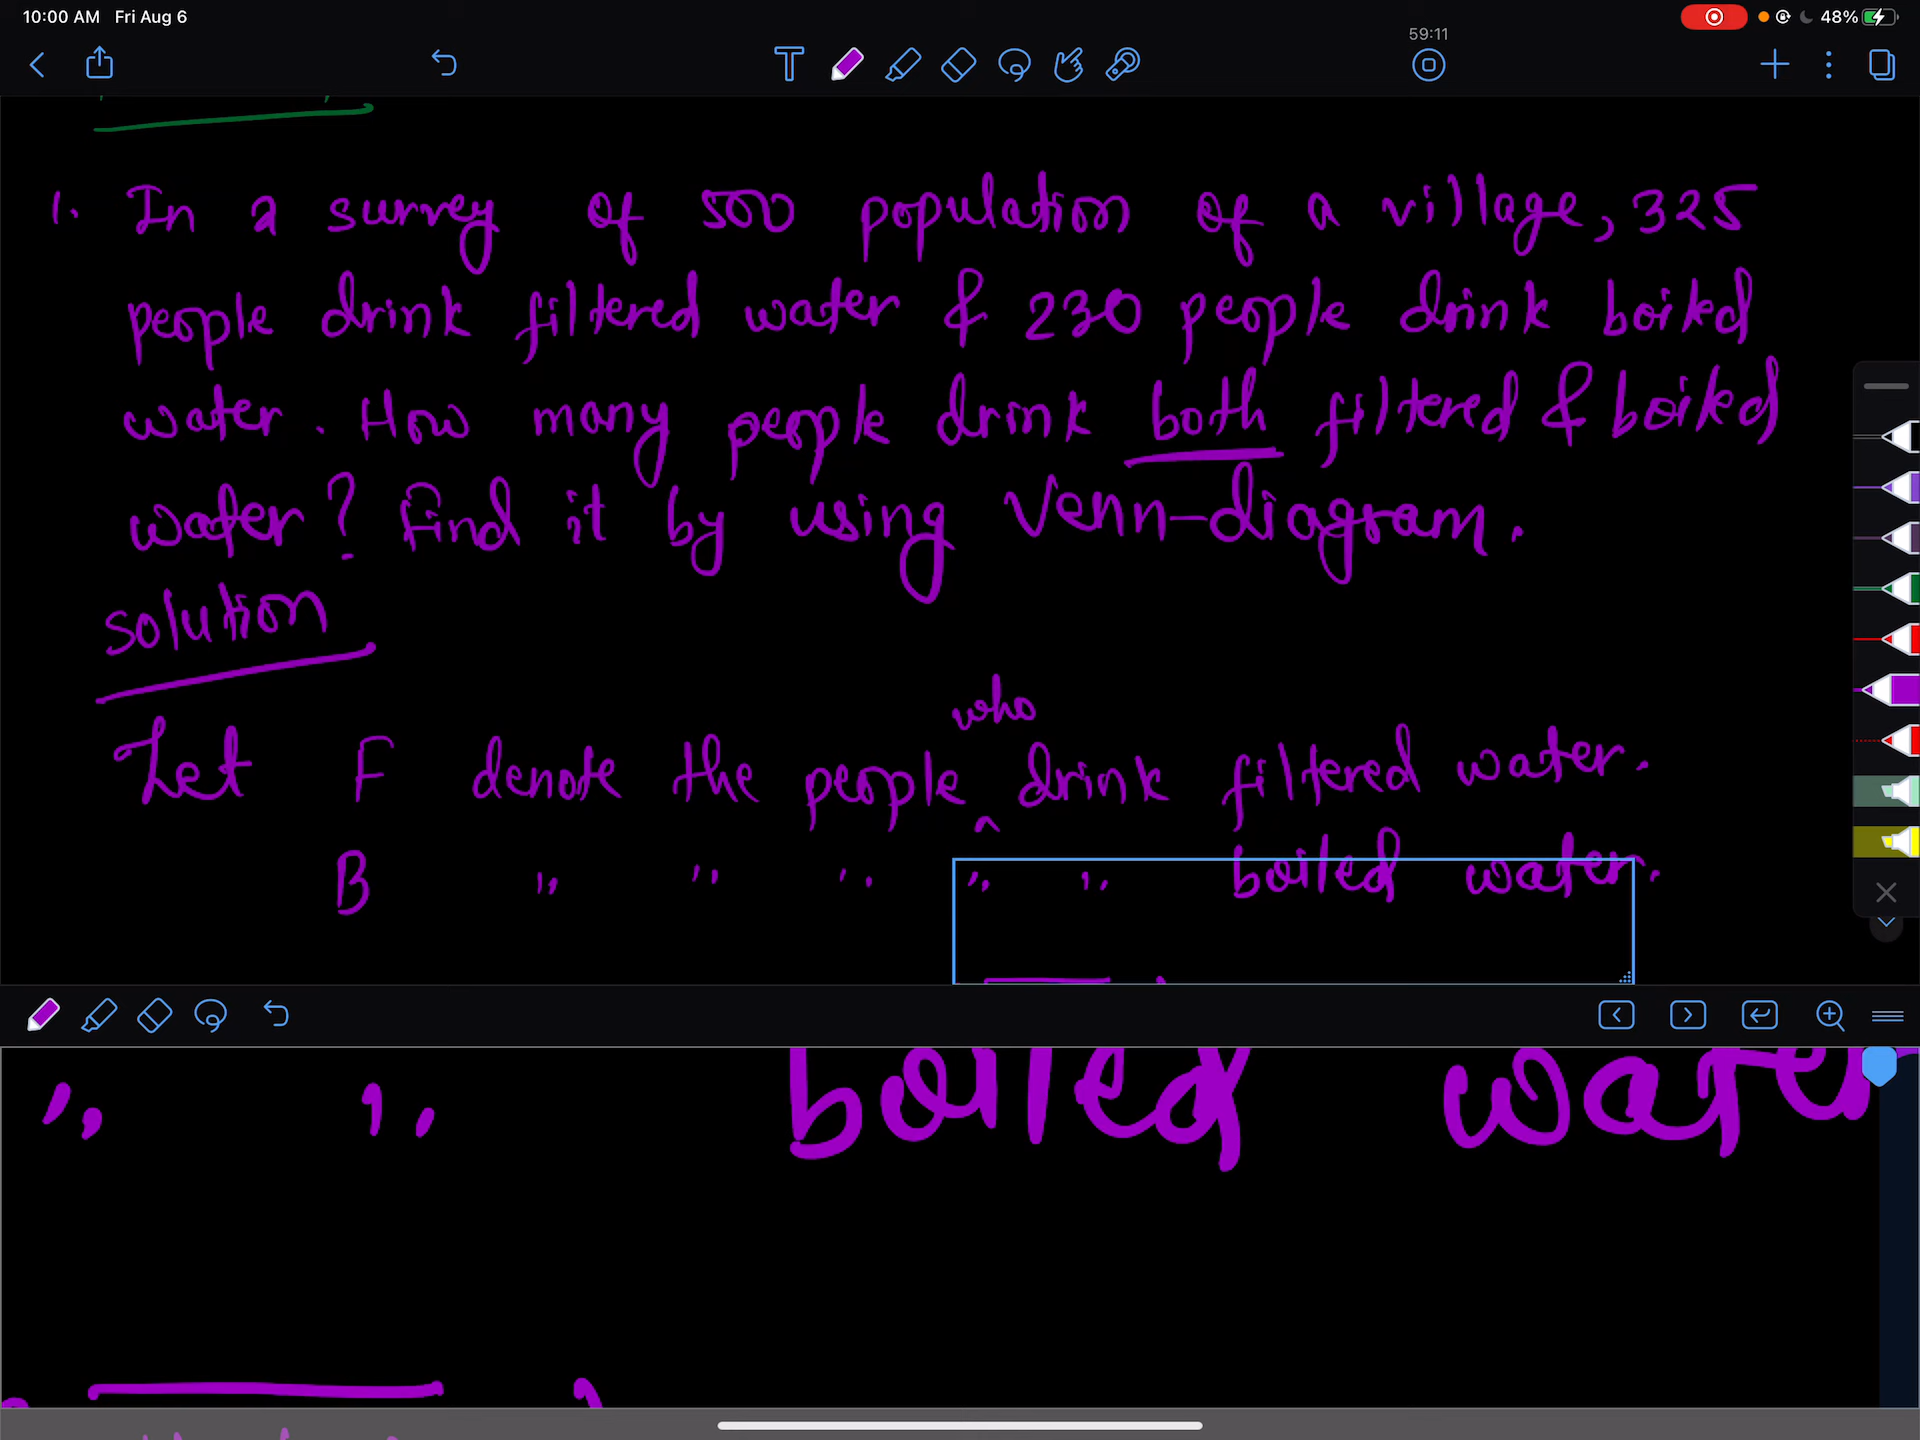 10:00 AM Fri Aug 6
48%
59:11
1. In a survey of 500 population of a village, 325
people drink filtered water & 230 people drink boiled
water. How many people drink both filtered & boiled
water? Find it by using Venn-diagram.
solution
who
Let F denote the people ^ drink filtered water.
B " " " " " boiled water.
" " boiled water